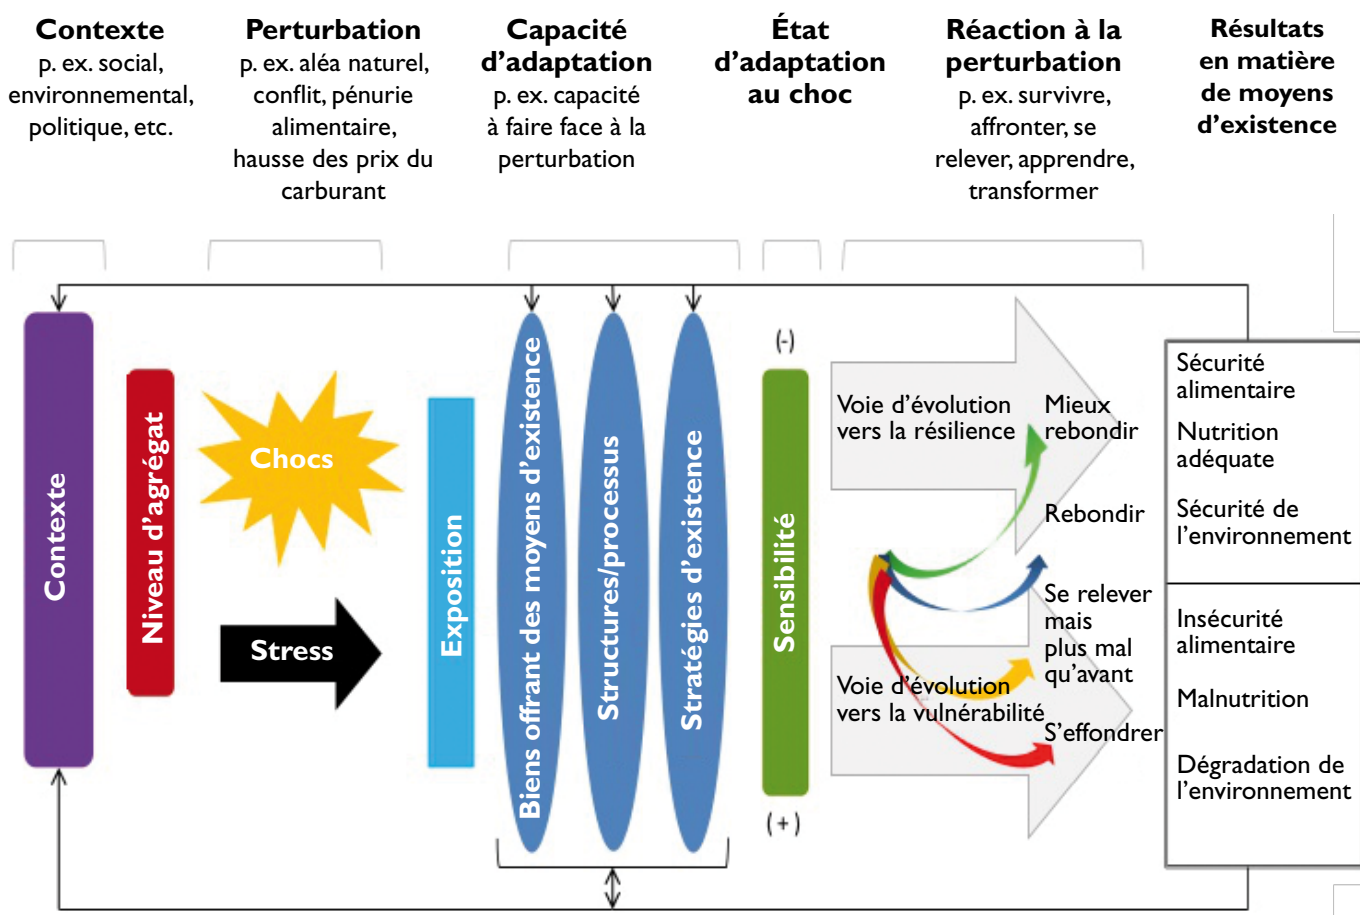 Contexte
p. ex. social,
environnemental,
politique, etc.
Perturbation
p. ex. aléa naturel,
conflit, pénurie
alimentaire,
hausse des prix du
carburant
Capacité
d'adaptation
p. ex. capacité
à faire face à la
perturbation
État
d'adaptation
au choc
Réaction à la
perturbation
p. ex. survivre,
affronter, se
relever, apprendre,
transformer
Résultats
en matière
de moyens
d'existence
Contexte
Niveau d'agrégat
Chocs
Stress
Exposition
Biens offrant des moyens d'existence
Structures/processus
Stratégies d'existence
(-)
Sensibilité
(+)
Voie d'évolution
vers la résilience
Mieux
rebondir
Rebondir
Se relever
mais
plus mal
qu'avant
Voie d'évolution
vers la vulnérabilité
S'effondrer
Sécurité
alimentaire
Nutrition
adéquate
Sécurité de
l'environnement
Insécurité
alimentaire
Malnutrition
Dégradation de
l'environnement